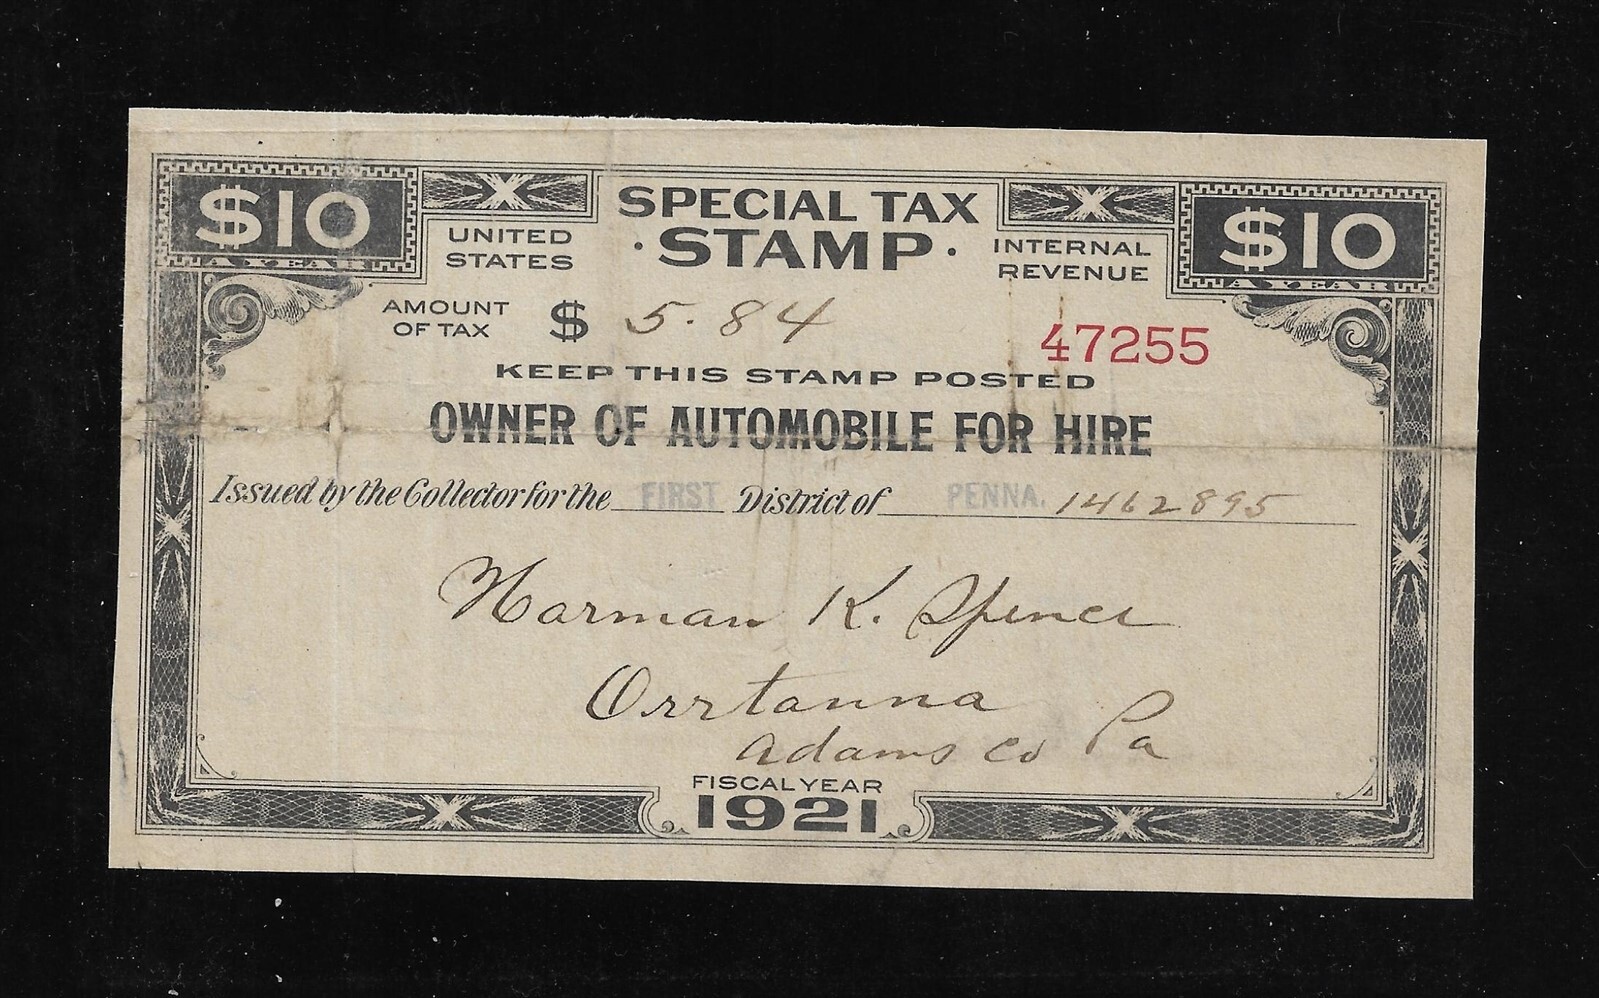 $10 SPECIAL TAX $10
A YEAR UNITED STATES · STAMP · INTERNAL REVENUE A YEAR
AMOUNT OF TAX $ 5.84 47255
KEEP THIS STAMP POSTED
OWNER OF AUTOMOBILE FOR HIRE
Issued by the Collector for the FIRST District of PENNA. 1462895
Norman K. Spence
Orrtanna
Adams Co Pa
FISCAL YEAR
1921